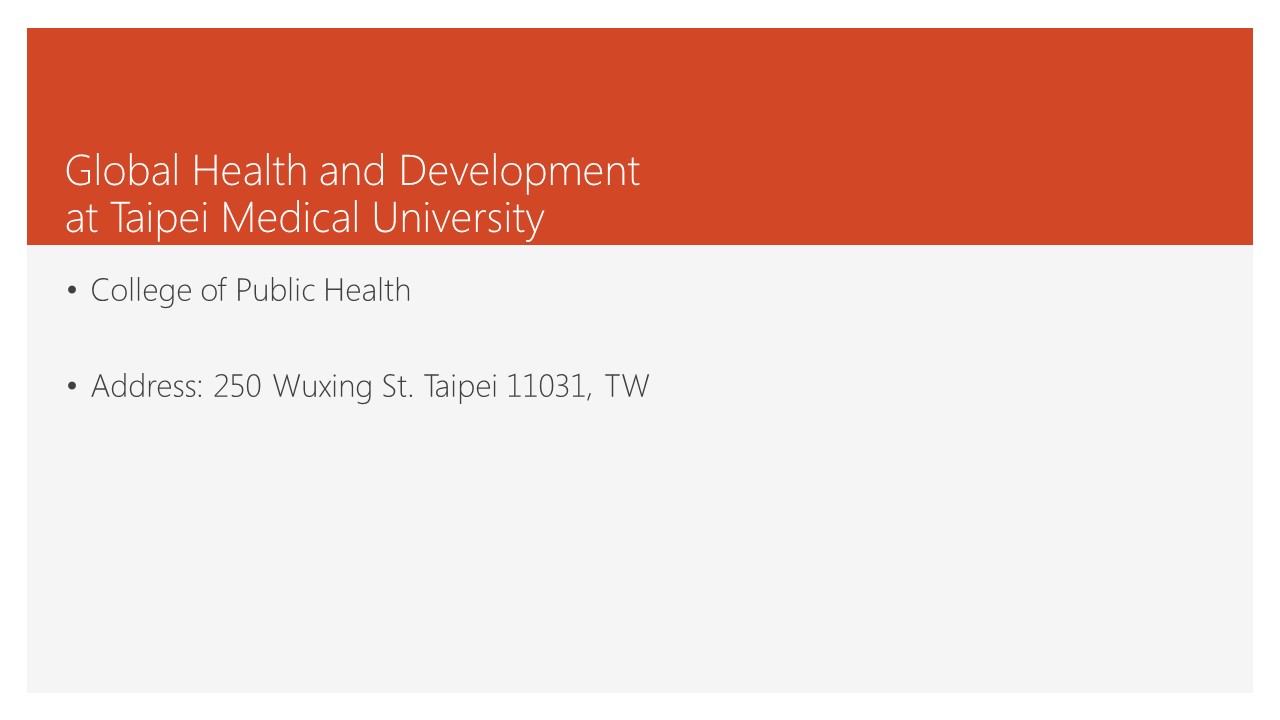 Global Health and Development
at Taipei Medical University
• College of Public Health
• Address: 250 Wuxing St. Taipei 11031, TW